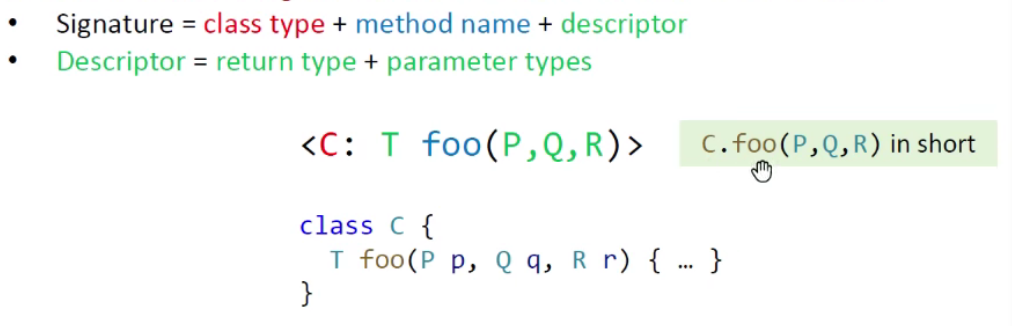 • Signature = class type + method name + descriptor
• Descriptor = return type + parameter types
<C: T foo(P,Q,R)>
C.foo(P,Q,R) in short
class C {
T foo(P p, Q q, R r) { … }
}